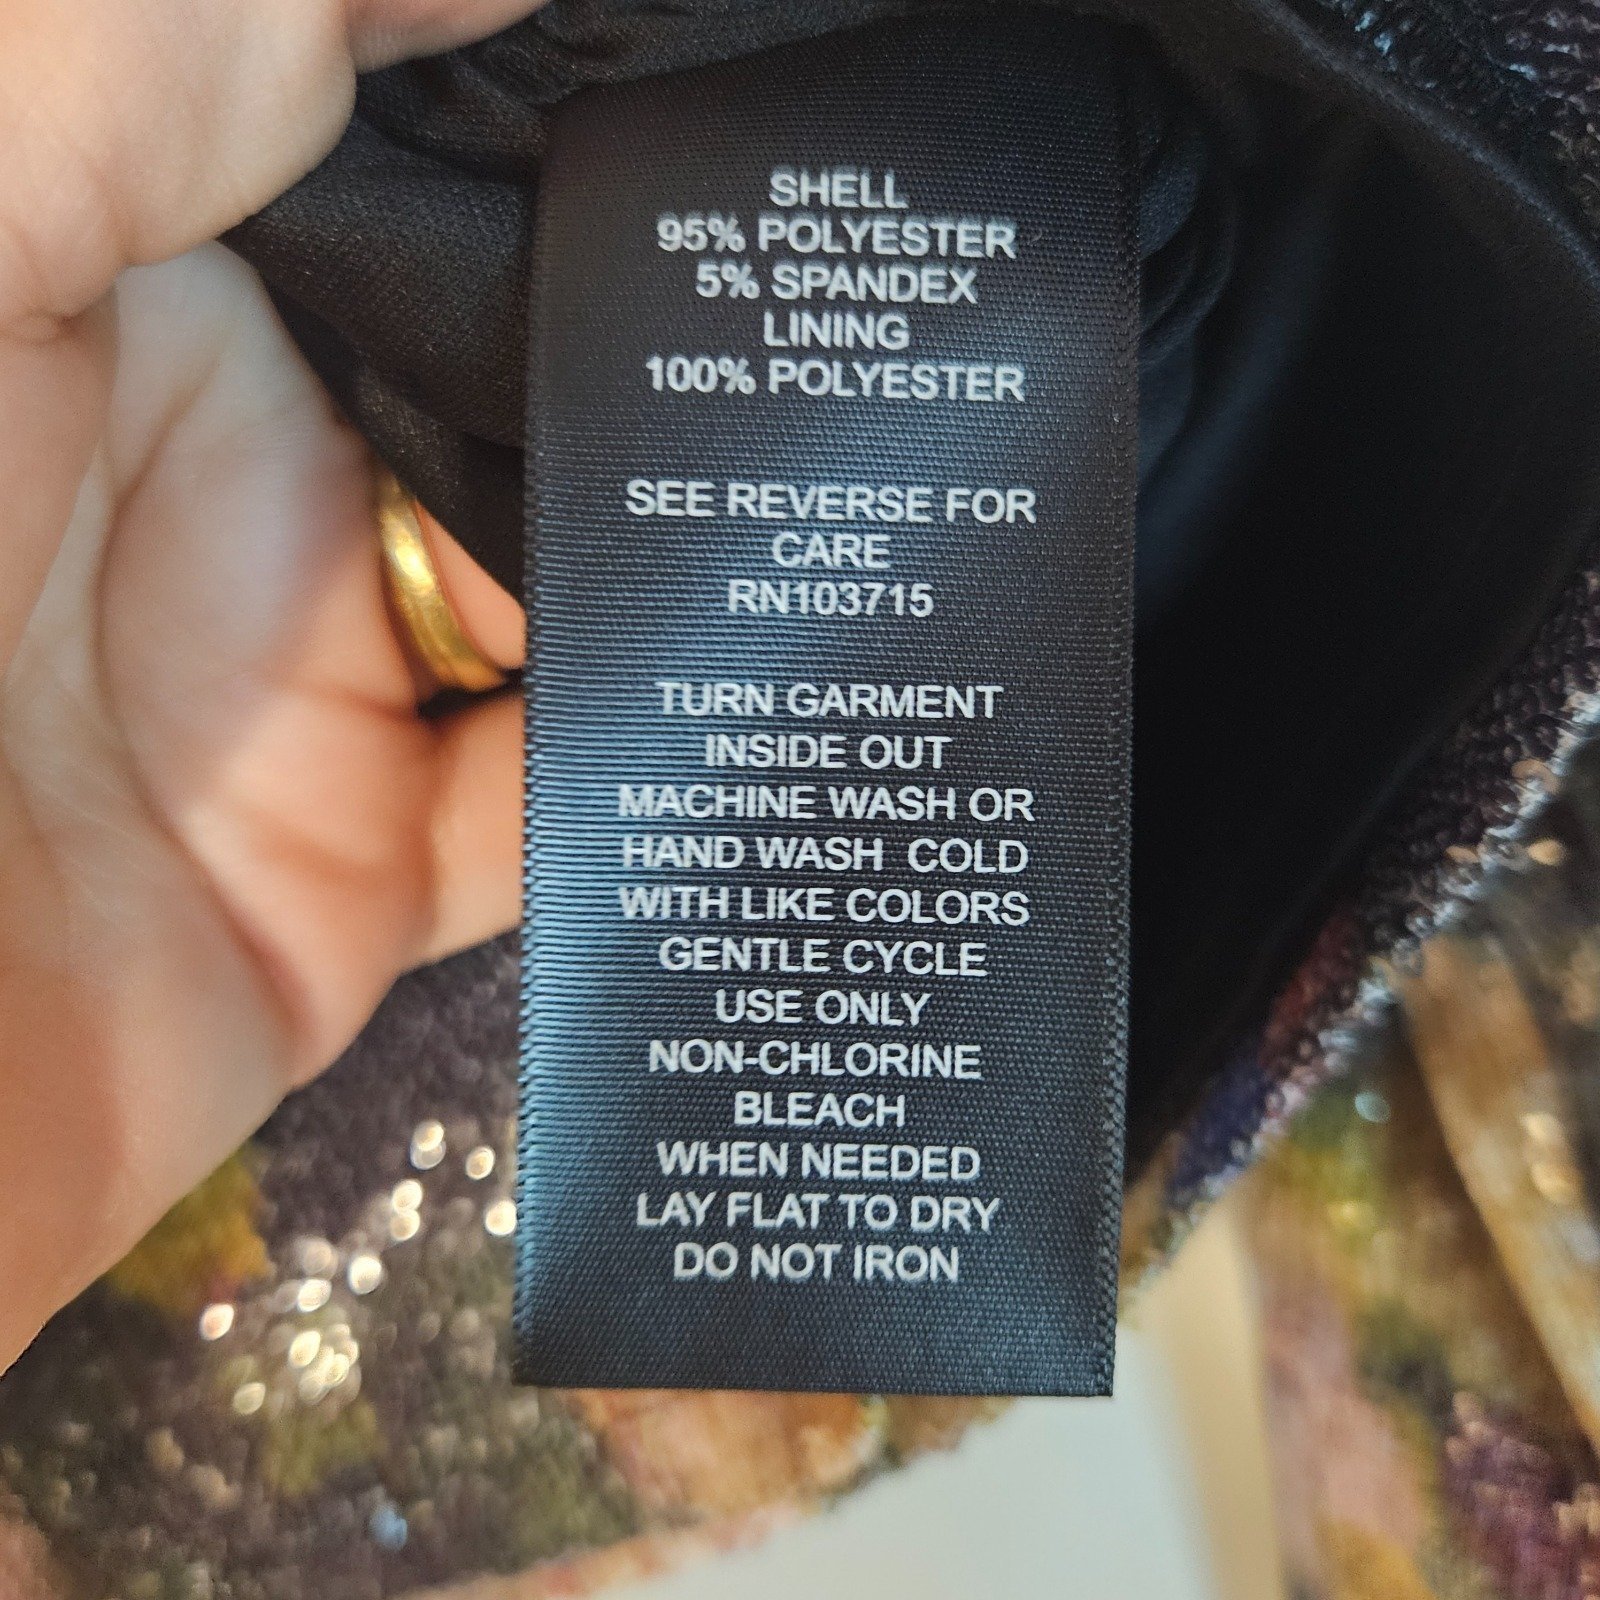 SHELL
95% POLYESTER
5% SPANDEX
LINING
100% POLYESTER
SEE REVERSE FOR
CARE
RN103715
TURN GARMENT
INSIDE OUT
MACHINE WASH OR
HAND WASH COLD
WITH LIKE COLORS
GENTLE CYCLE
USE ONLY
NON-CHLORINE
BLEACH
WHEN NEEDED
LAY FLAT TO DRY
DO NOT IRON